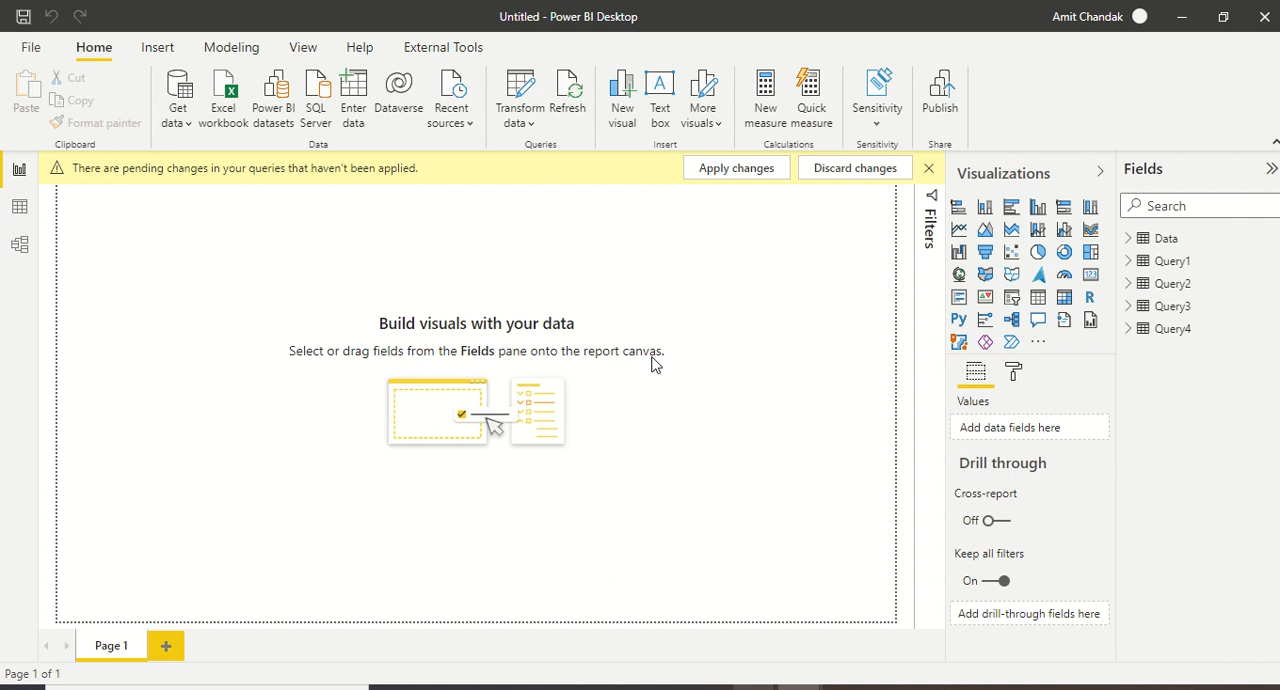 Untitled - Power BI Desktop
Amit Chandak
File
Home
Insert
Modeling
View
Help
External Tools
Paste
Cut
Copy
Format painter
Clipboard
Get
data
Excel
workbook
Power BI
datasets
SQL
Server
Enter
data
Dataverse
Recent
sources
Data
Transform
data
Refresh
Queries
New
visual
Text
box
More
visuals
Insert
New
measure
Quick
measure
Calculations
Sensitivity
Sensitivity
Publish
Share
There are pending changes in your queries that haven't been applied.
Apply changes
Discard changes
Build visuals with your data
Select or drag fields from the Fields pane onto the report canvas.
Filters
Visualizations
123
R
Py
Values
Add data fields here
Drill through
Cross-report
Off
Keep all filters
On
Add drill-through fields here
Fields
Search
Data
Query1
Query2
Query3
Query4
Page 1
Page 1 of 1